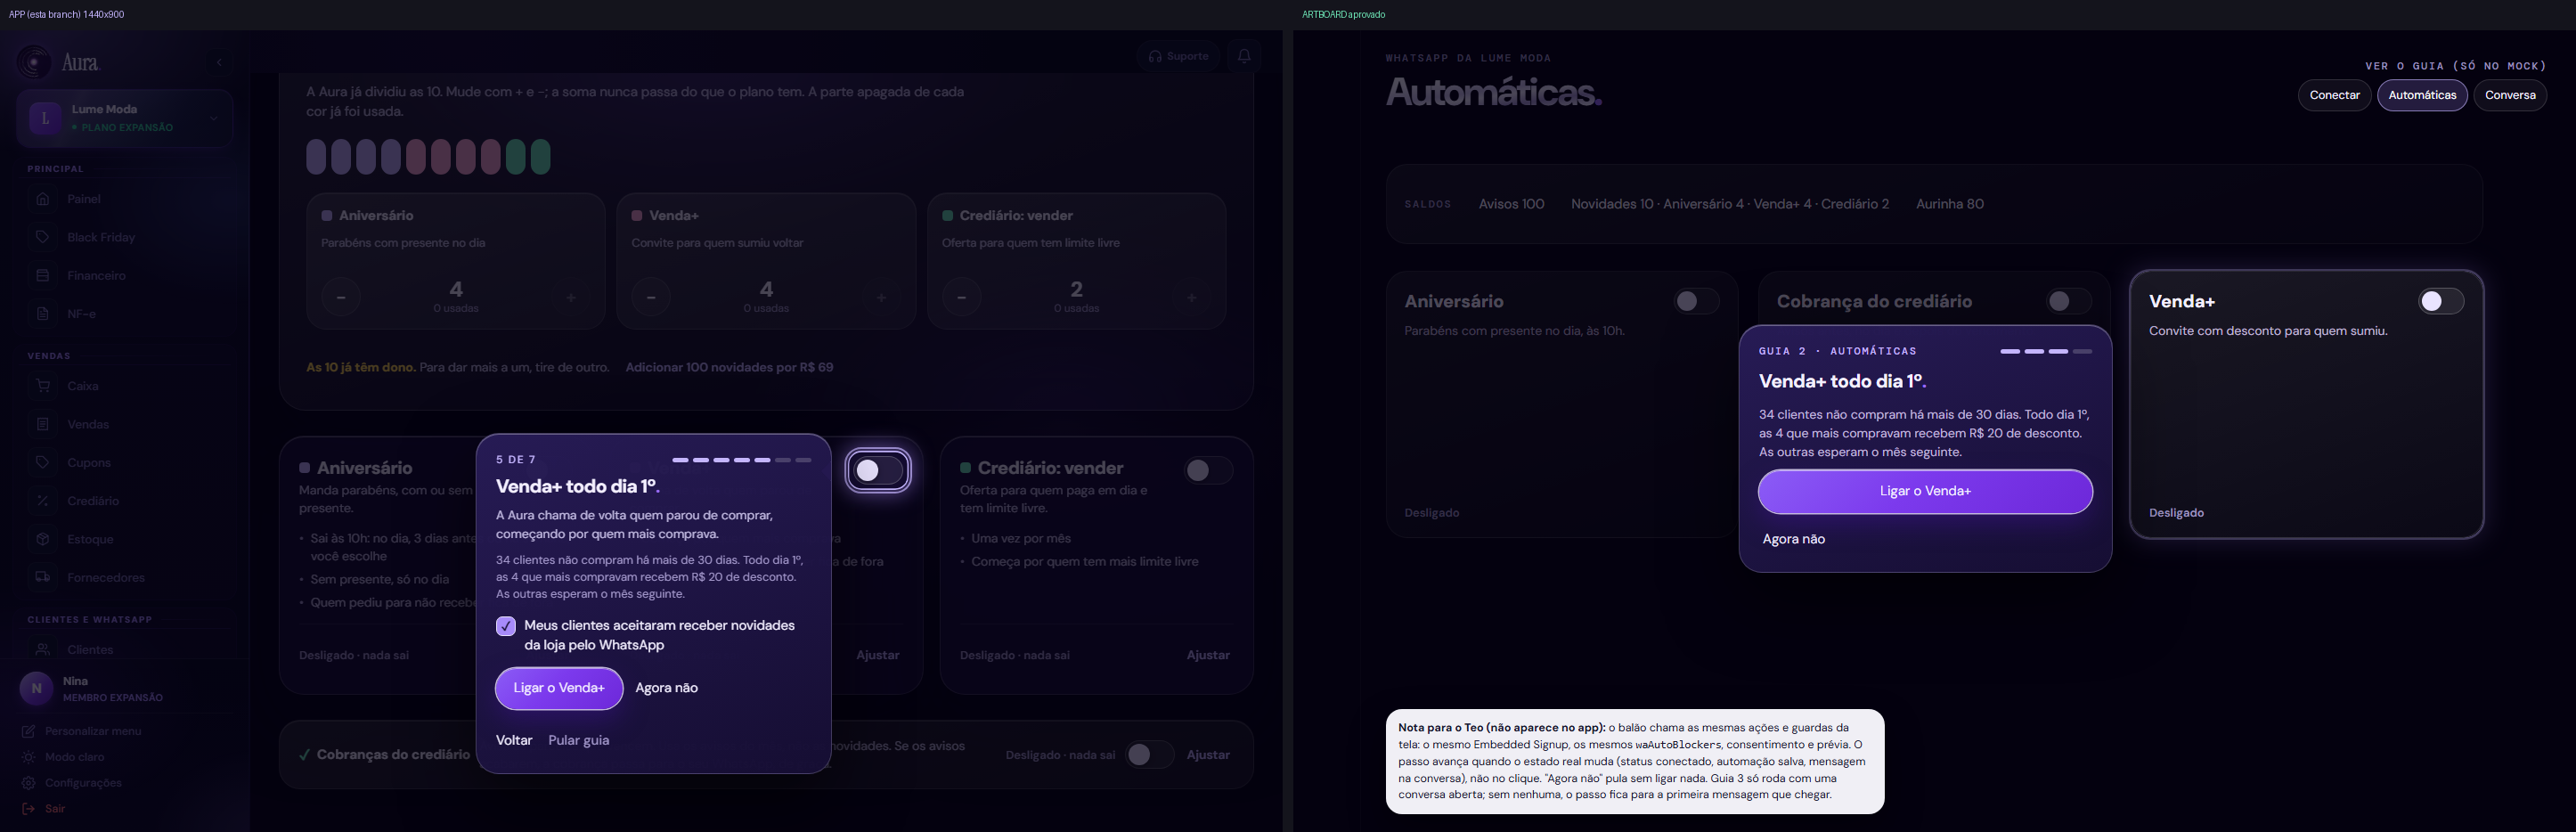 APP (esta branch) 1440x900
Aura
Lume Moda
PLANO EXPANSÃO
L
PRINCIPAL
Painel
Black Friday
Financeiro
NF-e
VENDAS
Caixa
Vendas
Cupons
Crediário
Estoque
Fornecedores
CLIENTES E WHATSAPP
Clientes
N
Nina
MEMBRO EXPANSÃO
Personalizar menu
Modo claro
Configurações
Sair
Suporte
A Aura já dividiu as 10. Mude com + e -; a soma nunca passa do que o plano tem. A parte apagada de cada
cor já foi usada.
Aniversário
Parabéns com presente no dia
− 4 +
0 usadas
Venda+
Convite para quem sumiu voltar
− 4 +
0 usadas
Crediário: vender
Oferta para quem tem limite livre
− 2 +
0 usadas
As 10 já têm dono. Para dar mais a um, tire de outro. Adicionar 100 novidades por R$ 69
Aniversário
Manda parabéns, com ou sem
presente.
• Sai às 10h: no dia, 3 dias ante
você escolhe
• Sem presente, só no dia
• Quem pediu para não receb
Desligado · nada sai
a de fora
Ajustar
Crediário: vender
Oferta para quem paga em dia e
tem limite livre.
• Uma vez por mês
• Começa por quem tem mais limite livre
Desligado · nada sai
Ajustar
5 DE 7
Venda+ todo dia 1º.
A Aura chama de volta quem parou de comprar,
começando por quem mais comprava.
34 clientes não compram há mais de 30 dias. Todo dia 1º,
as 4 que mais compravam recebem R$ 20 de desconto.
As outras esperam o mês seguinte.
Meus clientes aceitaram receber novidades
da loja pelo WhatsApp
Ligar o Venda+
Agora não
Voltar
Pular guia
Cobranças do crediário
novidades. Se os avisos
Desligado · nada sai
Ajustar
ARTBOARD aprovado
WHATSAPP DA LUME MODA
Automáticas.
VER O GUIA (SÓ NO MOCK)
Conectar
Automáticas
Conversa
SALDOS
Avisos 100
Novidades 10 · Aniversário 4 · Venda+ 4 · Crediário 2
Aurinha 80
Aniversário
Parabéns com presente no dia, às 10h.
Desligado
Cobrança do crediário
Venda+
Convite com desconto para quem sumiu.
Desligado
GUIA 2 · AUTOMÁTICAS
Venda+ todo dia 1º.
34 clientes não compram há mais de 30 dias. Todo dia 1º,
as 4 que mais compravam recebem R$ 20 de desconto.
As outras esperam o mês seguinte.
Ligar o Venda+
Agora não
Nota para o Teo (não aparece no app): o balão chama as mesmas ações e guardas da
tela: o mesmo Embedded Signup, os mesmos waAutoBlockers, consentimento e prévia. O
passo avança quando o estado real muda (status conectado, automação salva, mensagem
na conversa), não no clique. "Agora não" pula sem ligar nada. Guia 3 só roda com uma
conversa aberta; sem nenhuma, o passo fica para a primeira mensagem que chegar.